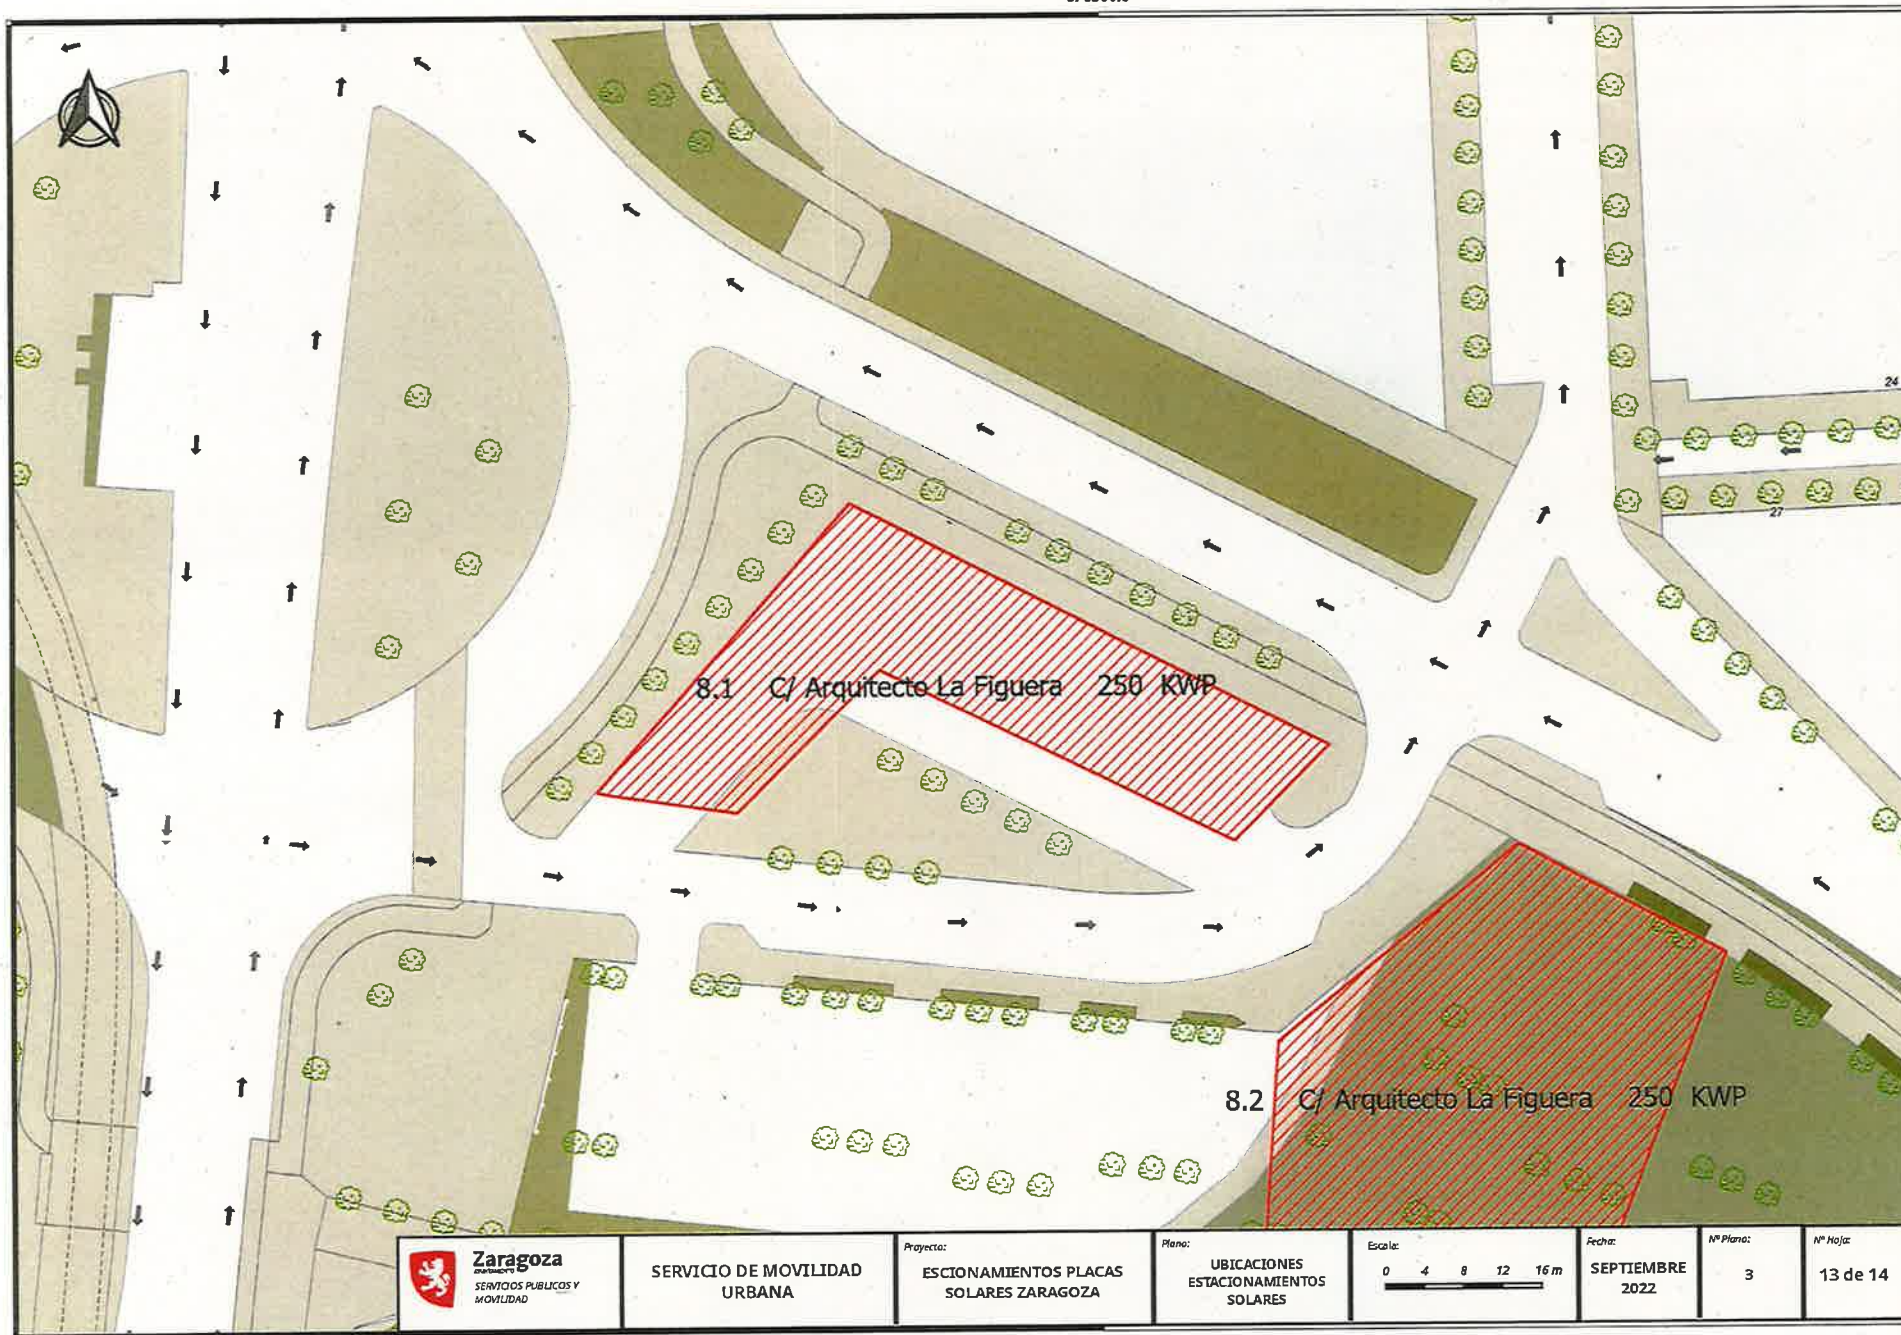 24
27
8.1 C/ Arquitecto La Figuera 250 KWP
8.2 C/ Arquitecto La Figuera 250 KWP
Zaragoza
SERVICIOS PUBLICOS Y
MOVILIDAD
SERVICIO DE MOVILIDAD
URBANA
Proyecto:
ESCIONAMIENTOS PLACAS
SOLARES ZARAGOZA
Plano:
UBICACIONES
ESTACIONAMIENTOS
SOLARES
Escala:
0 4 8 12 16 m
Fecha:
SEPTIEMBRE
2022
Nº Plano:
3
Nº Hoja:
13 de 14